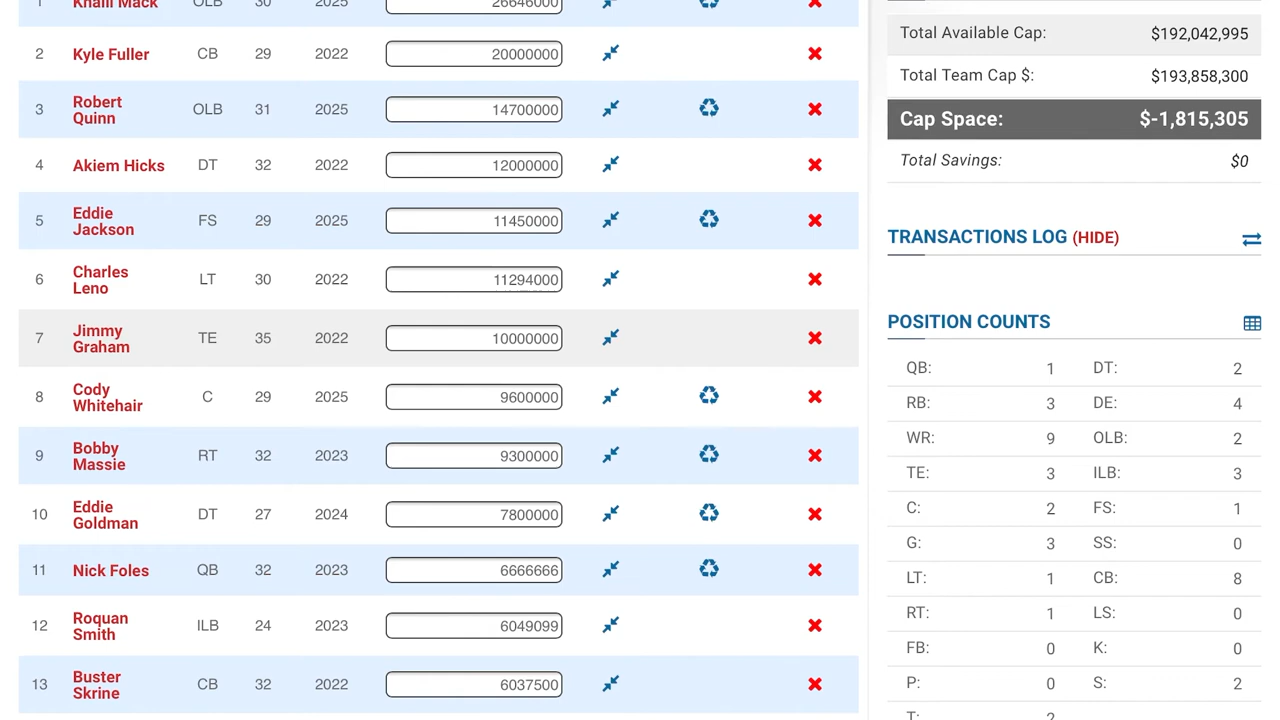 1 Khalil Mack OLB 30 2025 26646000
2 Kyle Fuller CB 29 2022 20000000
3 Robert Quinn OLB 31 2025 14700000
4 Akiem Hicks DT 32 2022 12000000
5 Eddie Jackson FS 29 2025 11450000
6 Charles Leno LT 30 2022 11294000
7 Jimmy Graham TE 35 2022 10000000
8 Cody Whitehair C 29 2025 9600000
9 Bobby Massie RT 32 2023 9300000
10 Eddie Goldman DT 27 2024 7800000
11 Nick Foles QB 32 2023 6666666
12 Roquan Smith ILB 24 2023 6049099
13 Buster Skrine CB 32 2022 6037500
Total Available Cap: $192,042,995
Total Team Cap $: $193,858,300
Cap Space: $-1,815,305
Total Savings: $0
TRANSACTIONS LOG (HIDE)
POSITION COUNTS
QB: 1 DT: 2
RB: 3 DE: 4
WR: 9 OLB: 2
TE: 3 ILB: 3
C: 2 FS: 1
G: 3 SS: 0
LT: 1 CB: 8
RT: 1 LS: 0
FB: 0 K: 0
P: 0 S: 2
T: 2